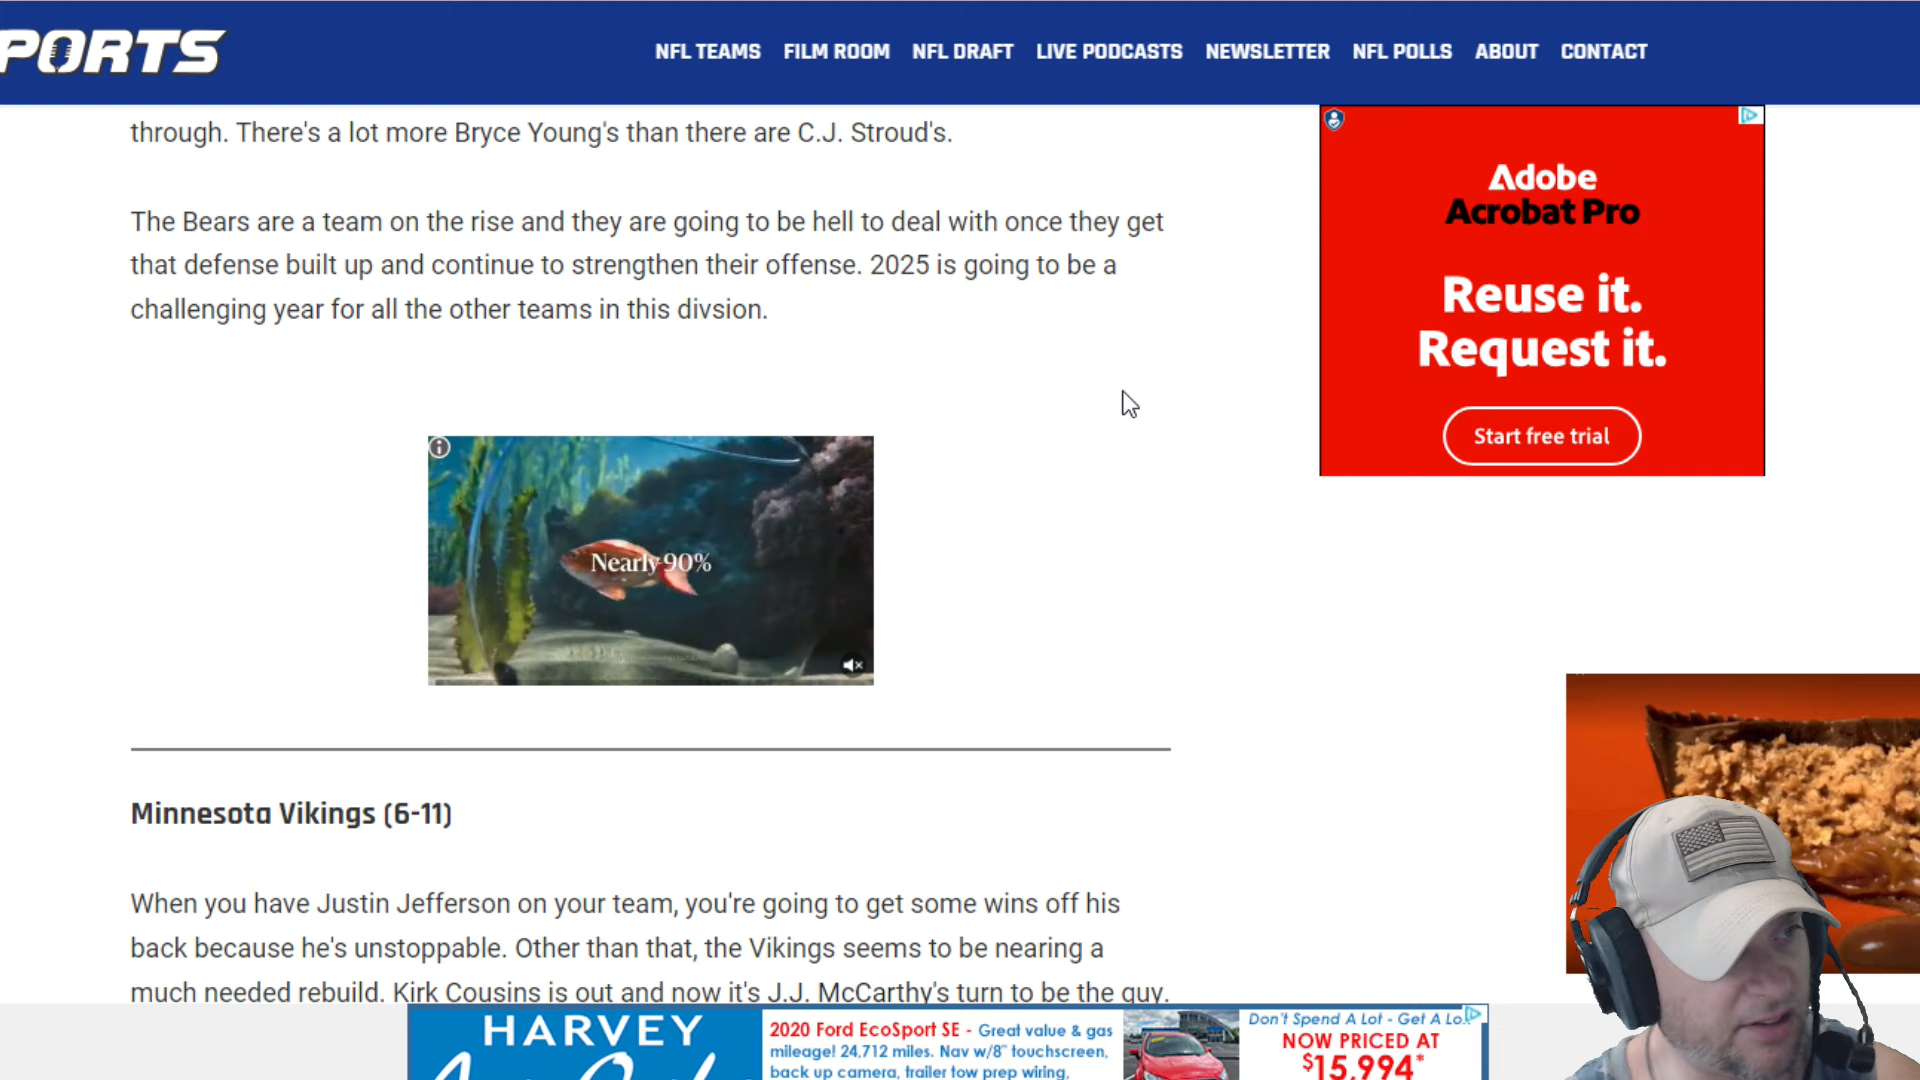 PORTS
NFL TEAMS FILM ROOM NFL DRAFT LIVE PODCASTS NEWSLETTER NFL POLLS ABOUT CONTACT
through. There's a lot more Bryce Young's than there are C.J. Stroud's.
The Bears are a team on the rise and they are going to be hell to deal with once they get
that defense built up and continue to strengthen their offense. 2025 is going to be a
challenging year for all the other teams in this divsion.
Adobe
Acrobat Pro
Reuse it.
Request it.
Start free trial
Nearly 90%
Minnesota Vikings (6-11)
When you have Justin Jefferson on your team, you're going to get some wins off his
back because he's unstoppable. Other than that, the Vikings seems to be nearing a
much needed rebuild. Kirk Cousins is out and now it's J.J. McCarthy's turn to be the guy.
HARVEY
2020 Ford EcoSport SE - Great value & gas
mileage! 24,712 miles. Nav w/8" touchscreen,
back up camera, trailer tow prep wiring,
Don't Spend A Lot - Get A Lo
NOW PRICED AT
$15,994*